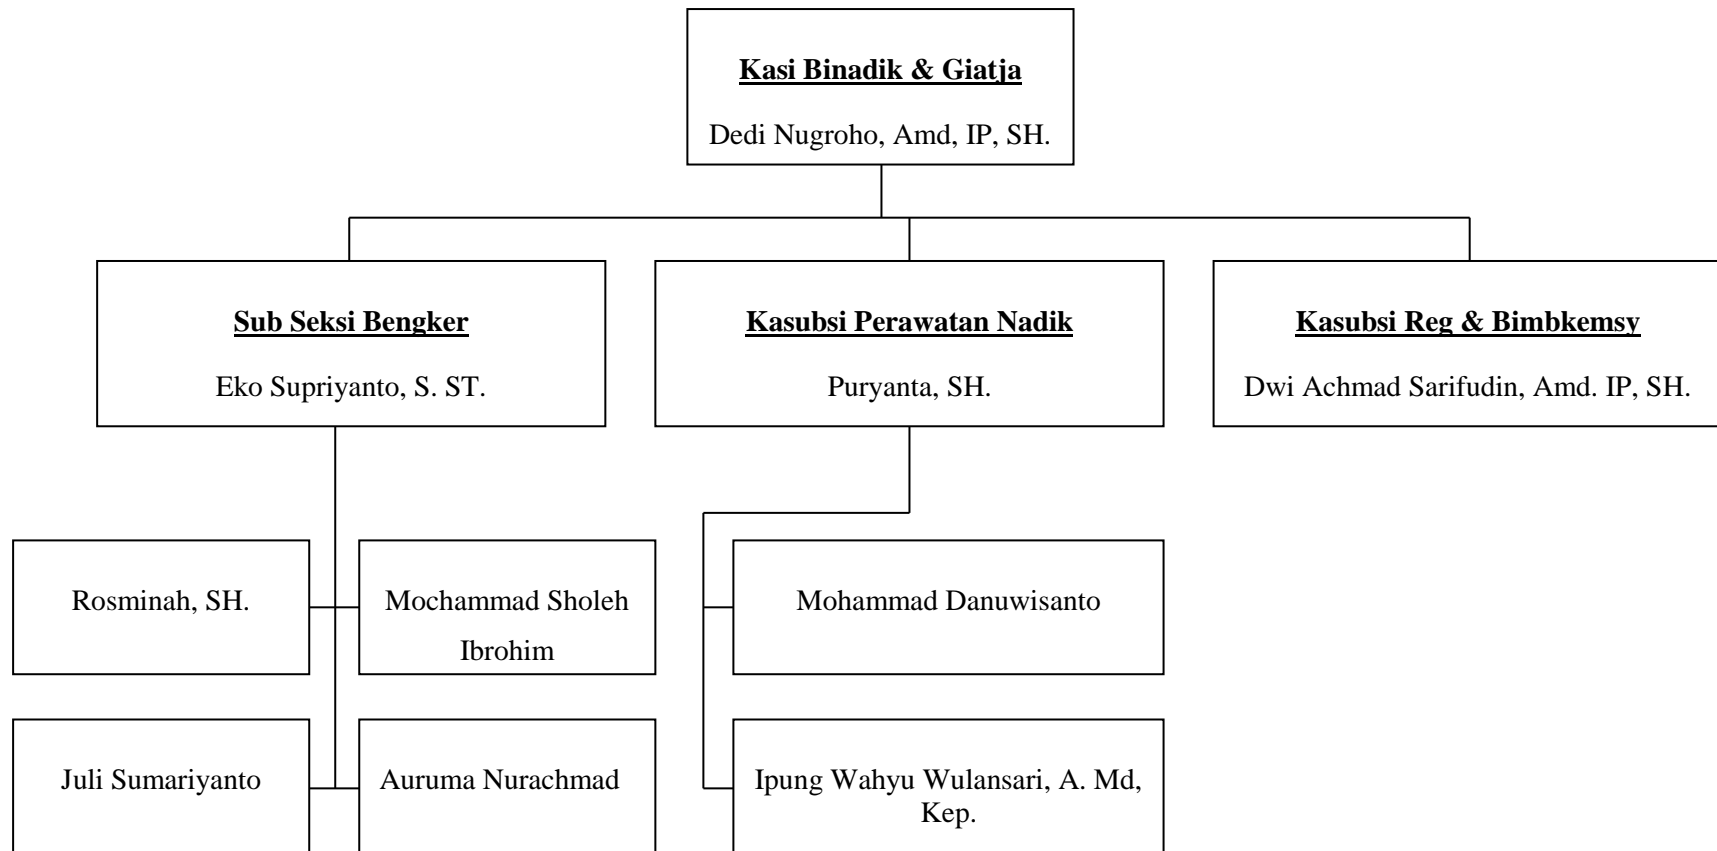 Kasi Binadik & Giatja
Dedi Nugroho, Amd, IP, SH.
Sub Seksi Bengker
Eko Supriyanto, S. ST.
Kasubsi Perawatan Nadik
Puryanta, SH.
Kasubsi Reg & Bimbkemsy
Dwi Achmad Sarifudin, Amd. IP, SH.
Rosminah, SH.
Mochammad Sholeh
Ibrohim
Mohammad Danuwisanto
Juli Sumariyanto
Auruma Nurachmad
Ipung Wahyu Wulansari, A. Md,
Kep.